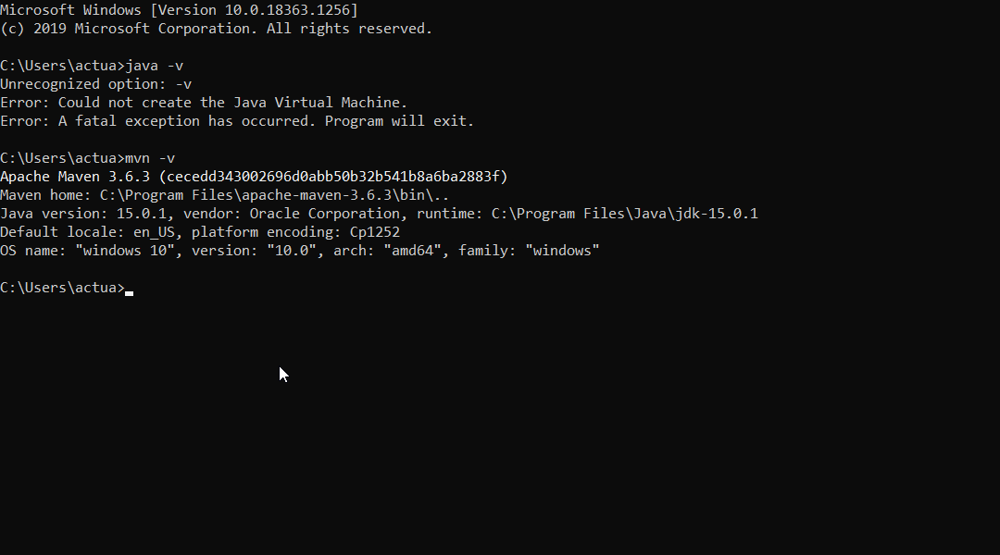 Microsoft Windows [Version 10.0.18363.1256]
(c) 2019 Microsoft Corporation. All rights reserved.
C:\Users\actua>java -v
Unrecognized option: -v
Error: Could not create the Java Virtual Machine.
Error: A fatal exception has occurred. Program will exit.
C:\Users\actua>mvn -v
Apache Maven 3.6.3 (cecedd343002696d0abb50b32b541b8a6ba2883f)
Maven home: C:\Program Files\apache-maven-3.6.3\bin\..
Java version: 15.0.1, vendor: Oracle Corporation, runtime: C:\Program Files\Java\jdk-15.0.1
Default locale: en_US, platform encoding: Cp1252
OS name: "windows 10", version: "10.0", arch: "amd64", family: "windows"
C:\Users\actua>